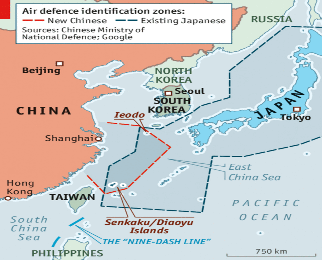 Air defence identification zones:
New Chinese
Existing Japanese
Sources: Chinese Ministry of
National Defence; Google
RUSSIA
Beijing
NORTH
KOREA
Seoul
SOUTH
KOREA
JAPAN
Tokyo
CHINA
Ieodo
Shanghai
East
China Sea
Hong
Kong
TAIWAN
PACIFIC
OCEAN
Senkaku/Diaoyu
Islands
South
China
Sea
THE "NINE-DASH LINE"
PHILIPPINES
750 km